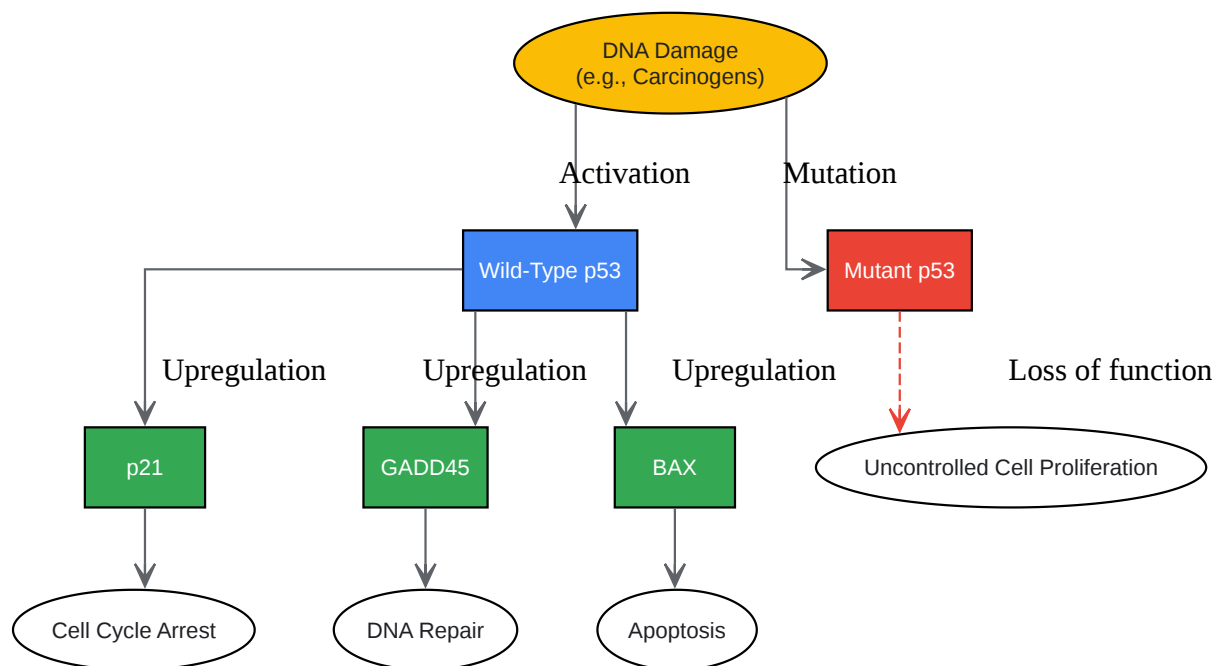 DNA Damage
(e.g., Carcinogens)
Activation
Mutation
Wild-Type p53
Mutant p53
Upregulation
Upregulation
Upregulation
Loss of function
p21
GADD45
BAX
Uncontrolled Cell Proliferation
Cell Cycle Arrest
DNA Repair
Apoptosis